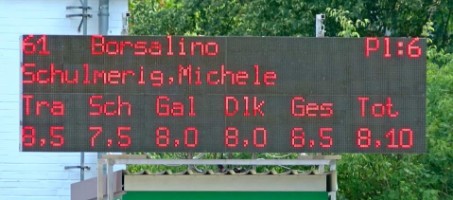 61 Borsalino Pl:6
Schulmerig,Michele
Tra Sch Gal Dlk Ges Tot
8,5 7,5 8,0 8,0 8,5 8,10